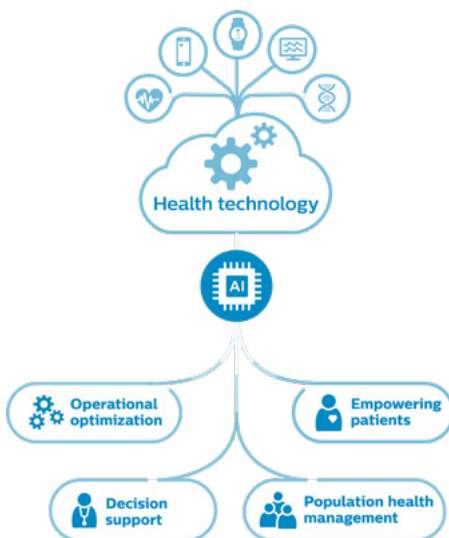 Health technology
AI
Operational
optimization
Empowering
patients
Decision
support
Population health
management